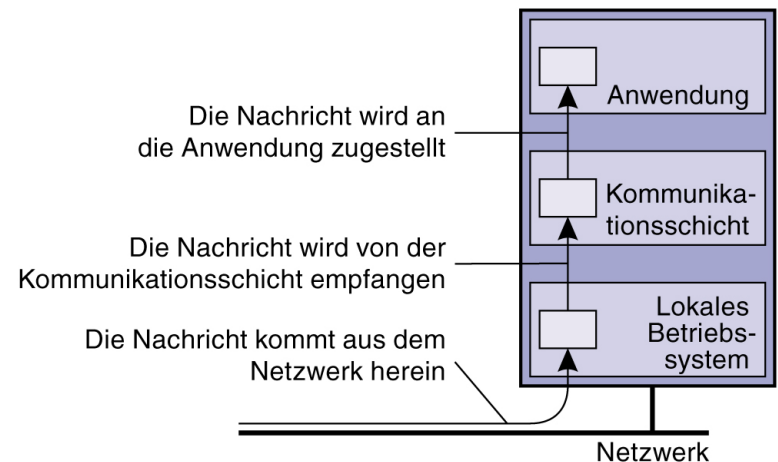 Anwendung
Die Nachricht wird an
die Anwendung zugestellt
Kommunika-
tionsschicht
Die Nachricht wird von der
Kommunikationsschicht empfangen
Lokales
Betriebs-
system
Die Nachricht kommt aus dem
Netzwerk herein
Netzwerk